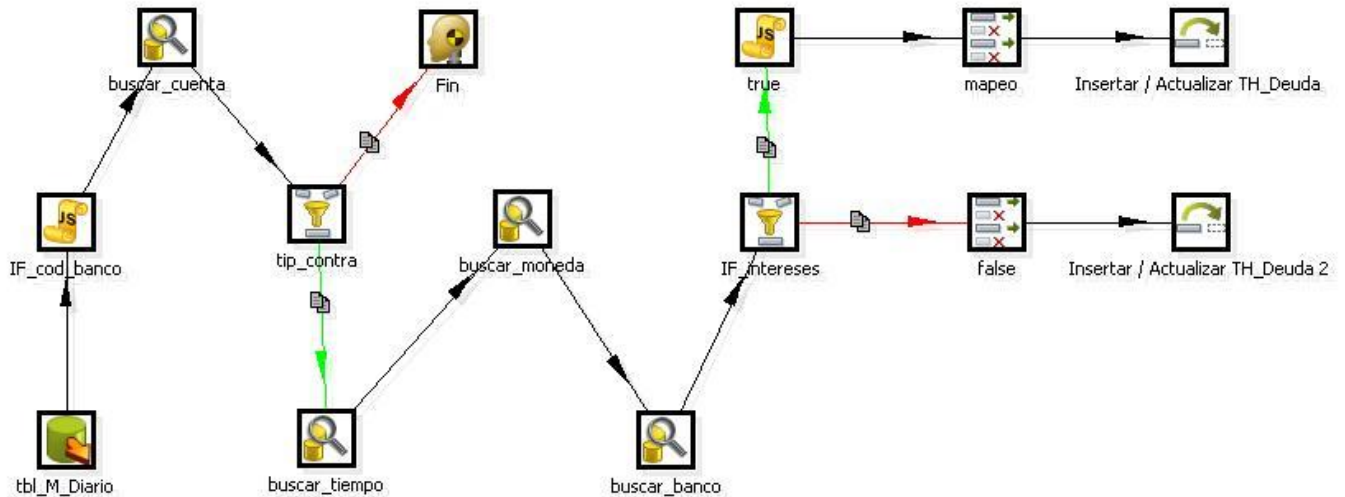 buscar_cuenta
Fin
true
mapeo
Insertar / Actualizar TH_Deuda
JS
JS
IF_cod_banco
tip_contra
buscar_moneda
IF_intereses
false
Insertar / Actualizar TH_Deuda 2
tbl_M_Diario
buscar_tiempo
buscar_banco